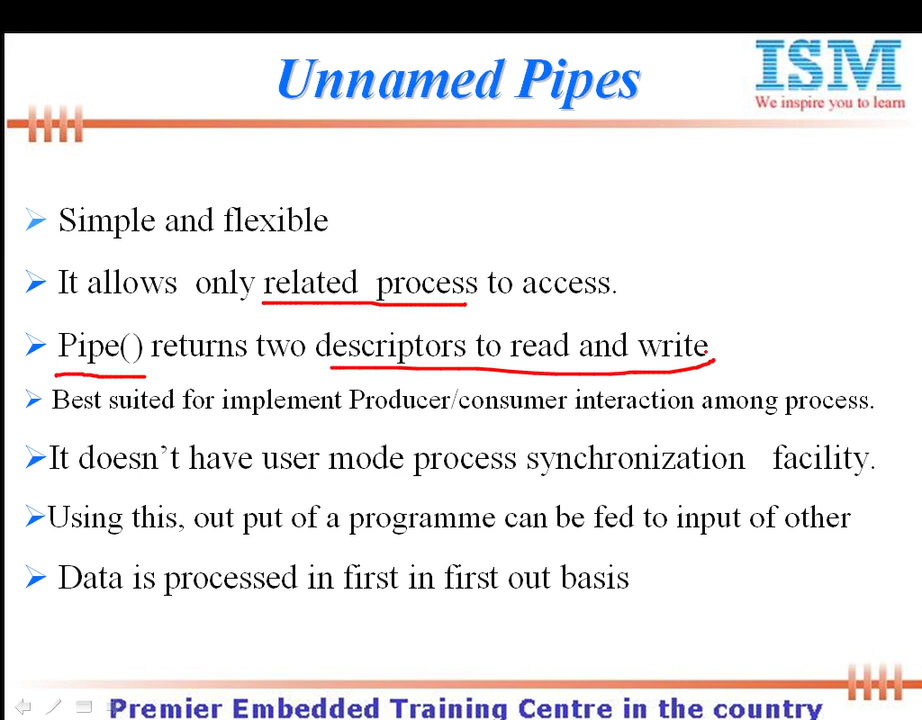 Unnamed Pipes
ISM
We inspire you to learn
Simple and flexible
It allows only related process to access.
Pipe() returns two descriptors to read and write
Best suited for implement Producer/consumer interaction among process.
It doesn't have user mode process synchronization facility.
Using this, out put of a programme can be fed to input of other
Data is processed in first in first out basis
Premier Embedded Training Centre in the country